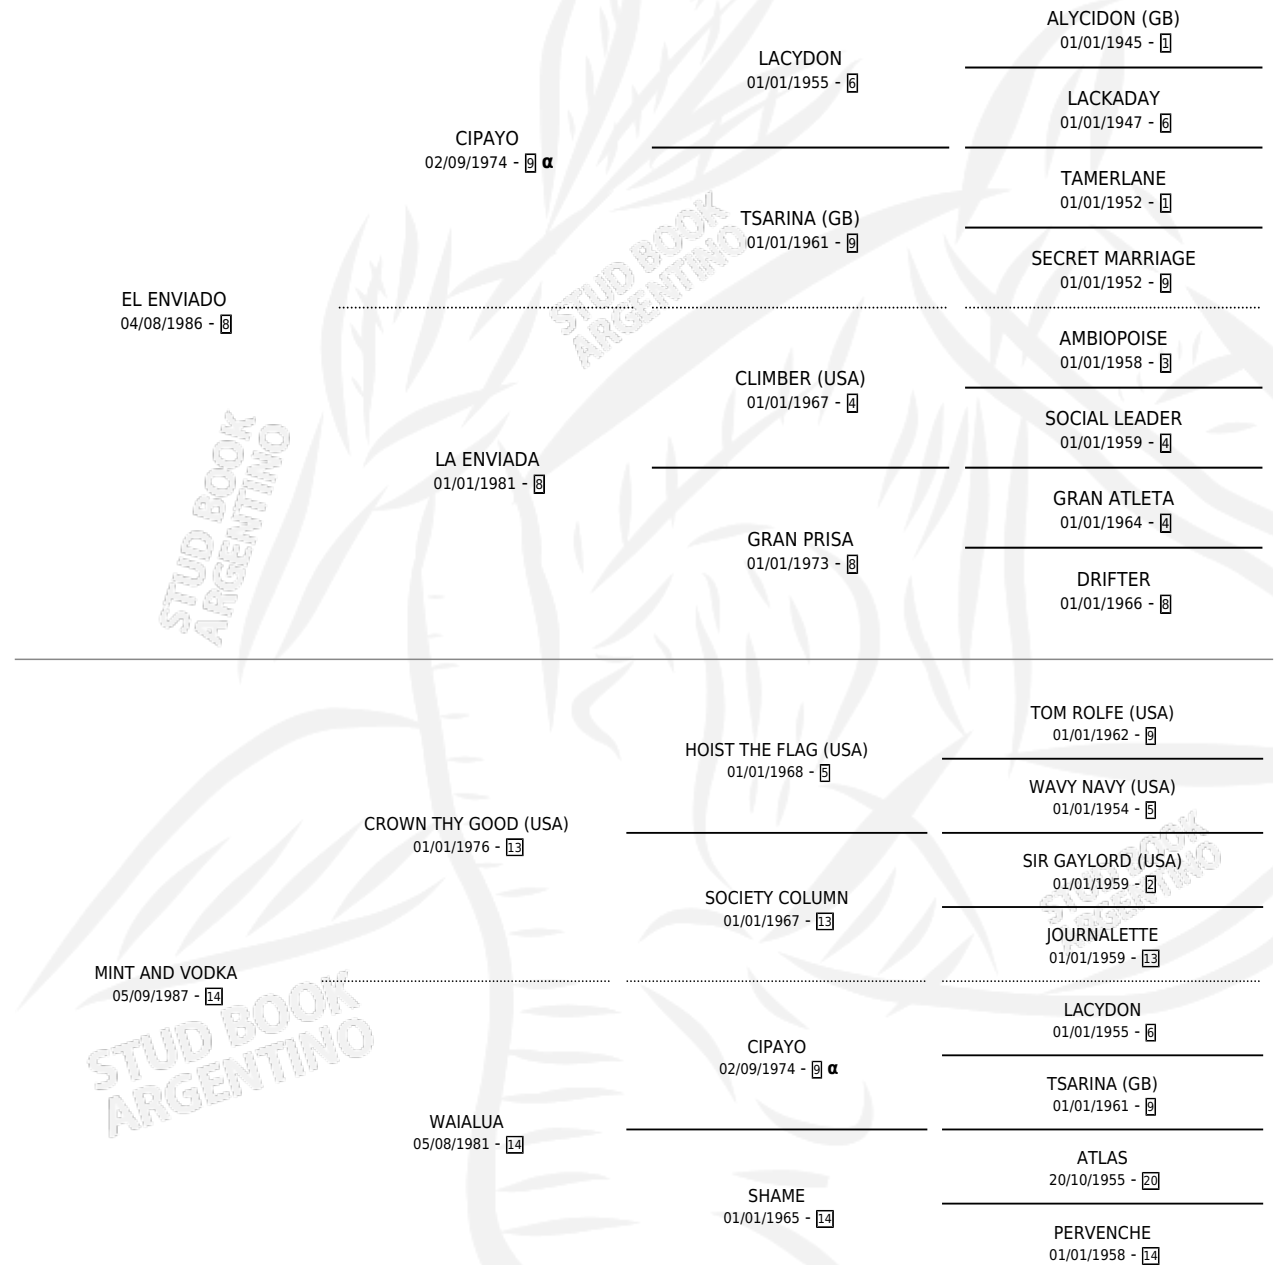 ALYCIDON (GB)
01/01/1945 - 1
LACYDON
01/01/1955 - 6
LACKADAY
01/01/1947 - 6
CIPAYO
02/09/1974 - 9 α
TAMERLANE
01/01/1952 - 1
TSARINA (GB)
01/01/1961 - 9
SECRET MARRIAGE
01/01/1952 - 9
EL ENVIADO
04/08/1986 - 8
AMBIOPOISE
01/01/1958 - 3
CLIMBER (USA)
01/01/1967 - 4
SOCIAL LEADER
01/01/1959 - 4
LA ENVIADA
01/01/1981 - 8
GRAN ATLETA
01/01/1964 - 4
GRAN PRISA
01/01/1973 - 8
DRIFTER
01/01/1966 - 8
TOM ROLFE (USA)
01/01/1962 - 9
HOIST THE FLAG (USA)
01/01/1968 - 5
WAVY NAVY (USA)
01/01/1954 - 5
CROWN THY GOOD (USA)
01/01/1976 - 13
SIR GAYLORD (USA)
01/01/1959 - 2
SOCIETY COLUMN
01/01/1967 - 13
JOURNALETTE
01/01/1959 - 13
MINT AND VODKA
05/09/1987 - 14
LACYDON
01/01/1955 - 6
CIPAYO
02/09/1974 - 9 α
TSARINA (GB)
01/01/1961 - 9
WAIALUA
05/08/1981 - 14
ATLAS
20/10/1955 - 20
SHAME
01/01/1965 - 14
PERVENCHE
01/01/1958 - 14
STUD BOOK
ARGENTINO
STUD BOOK
ARGENTINO
STUD BOOK
ARGENTINO
STUD BOOK
ARGENTINO